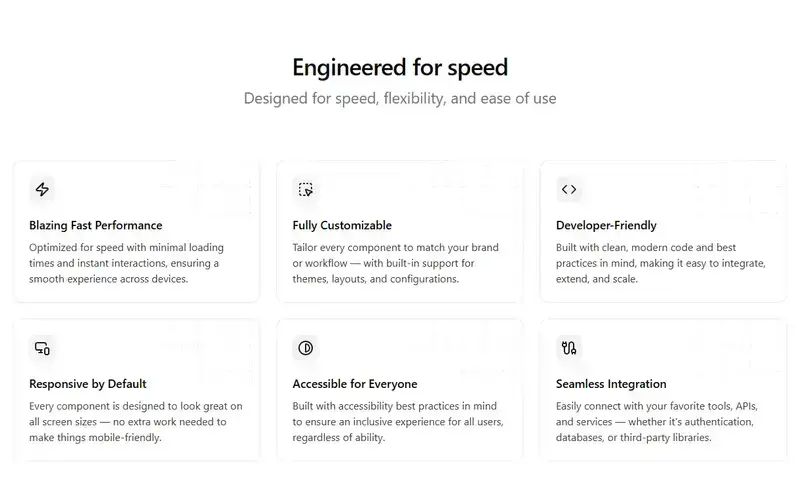 Engineered for speed
Designed for speed, flexibility, and ease of use
Blazing Fast Performance
Optimized for speed with minimal loading
times and instant interactions, ensuring a
smooth experience across devices.
Fully Customizable
Tailor every component to match your brand
or workflow — with built-in support for
themes, layouts, and configurations.
Developer-Friendly
Built with clean, modern code and best
practices in mind, making it easy to integrate,
extend, and scale.
Responsive by Default
Every component is designed to look great on
all screen sizes — no extra work needed to
make things mobile-friendly.
Accessible for Everyone
Built with accessibility best practices in mind
to ensure an inclusive experience for all users,
regardless of ability.
Seamless Integration
Easily connect with your favorite tools, APIs,
and services — whether it's authentication,
databases, or third-party libraries.